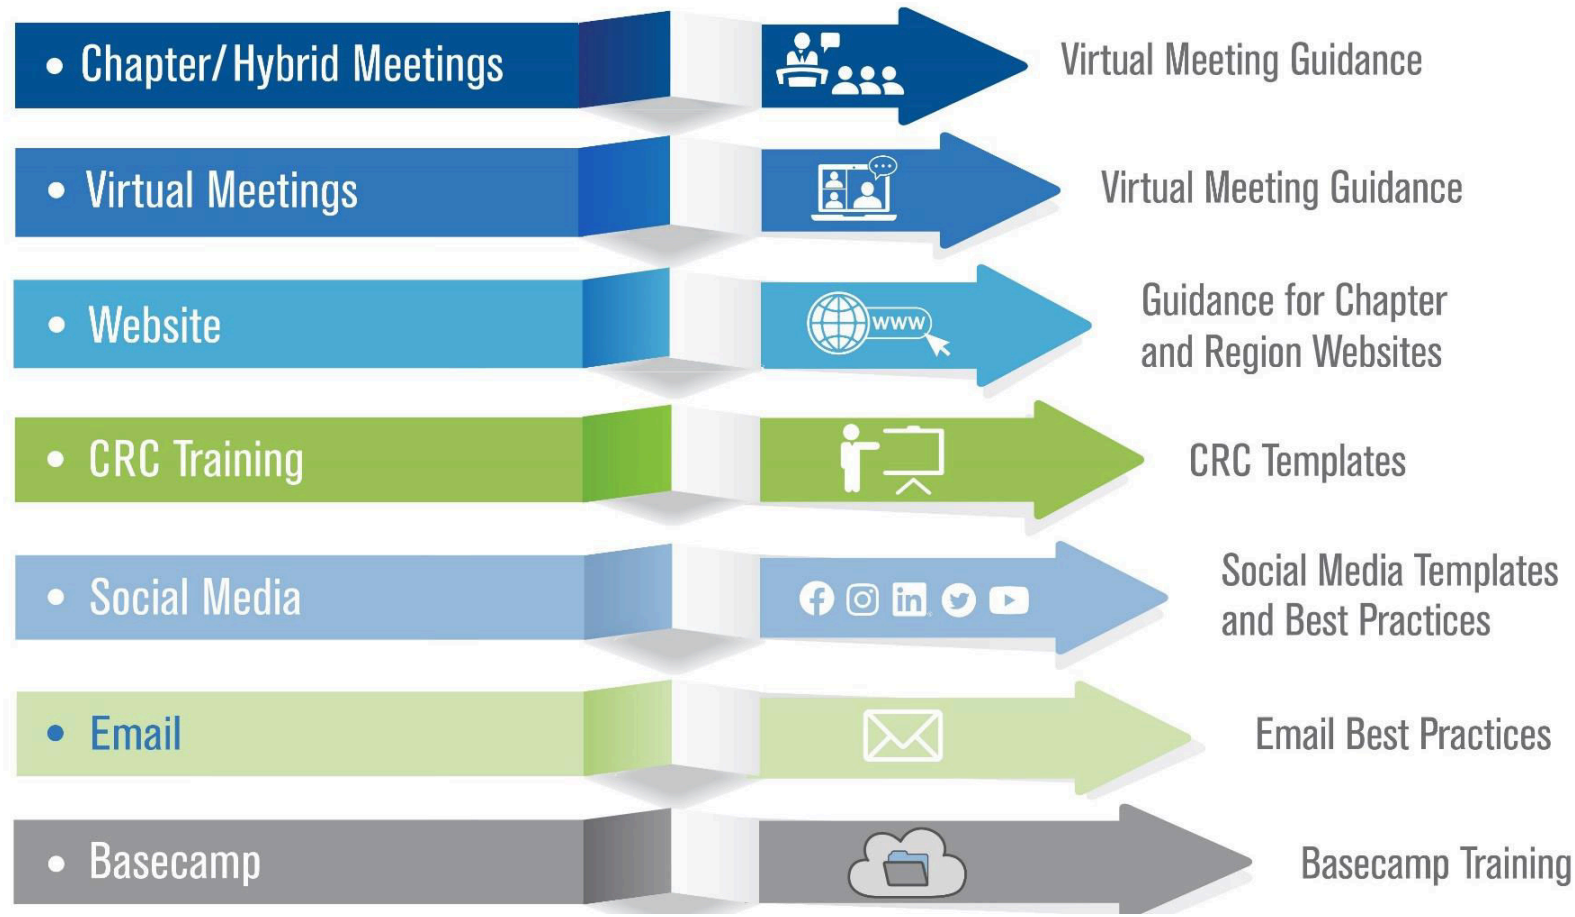 • Chapter/Hybrid Meetings
Virtual Meeting Guidance
• Virtual Meetings
Virtual Meeting Guidance
• Website
www
Guidance for Chapter
and Region Websites
• CRC Training
CRC Templates
• Social Media
in
Social Media Templates
and Best Practices
• Email
Email Best Practices
• Basecamp
Basecamp Training